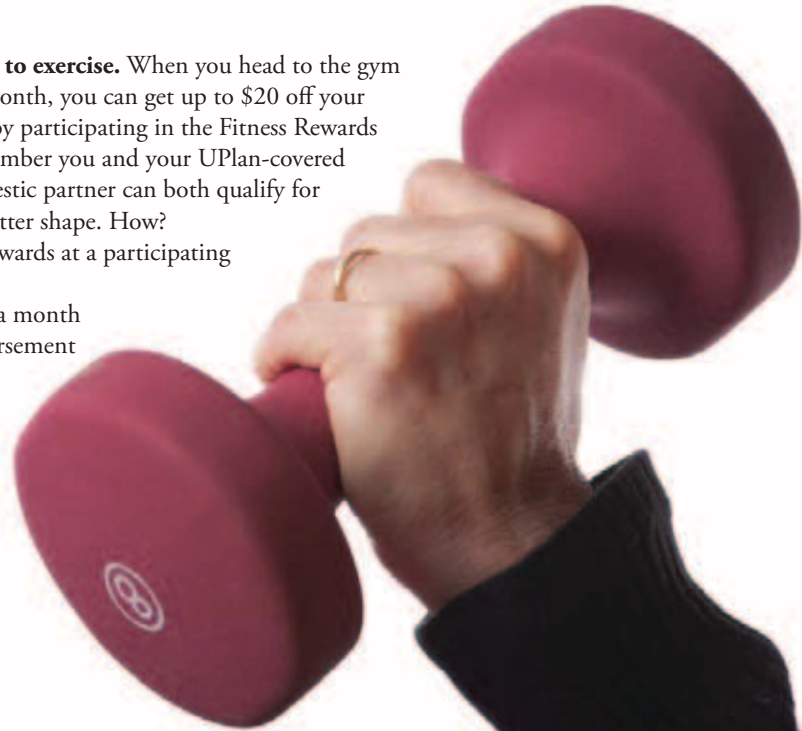 to exercise. When you head to the gym
onth, you can get up to $20 off your
by participating in the Fitness Rewards
mber you and your UPlan-covered
estic partner can both qualify for
tter shape. How?
wards at a participating
a month
rsement
8